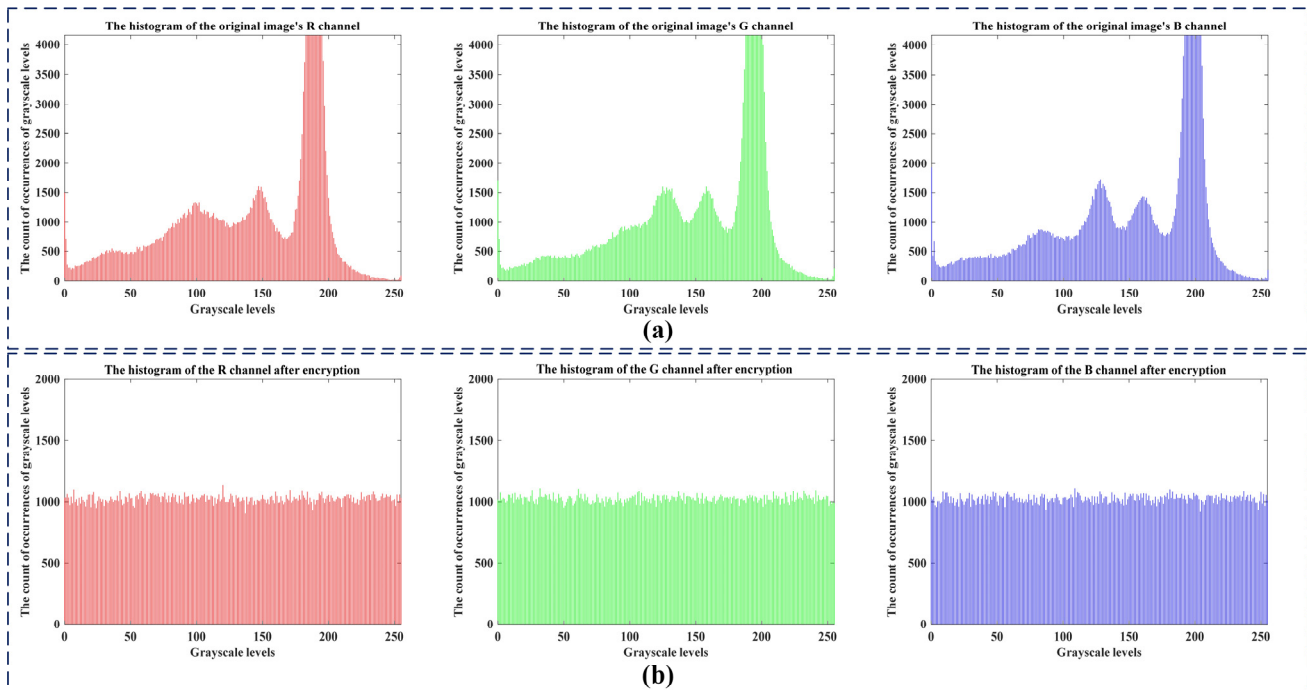 The histogram of the original image's R channel
The count of occurrences of grayscale levels
4000
3500
3000
2500
2000
1500
1000
500
0
0 50 100 150 200 250
Grayscale levels
The histogram of the original image's G channel
The count of occurrences of grayscale levels
4000
3500
3000
2500
2000
1500
1000
500
0
0 50 100 150 200 250
Grayscale levels
The histogram of the original image's B channel
The count of occurrences of grayscale levels
4000
3500
3000
2500
2000
1500
1000
500
0
0 50 100 150 200 250
Grayscale levels
(a)
The histogram of the R channel after encryption
The count of occurrences of grayscale levels
2000
1500
1000
500
0
0 50 100 150 200 250
Grayscale levels
The histogram of the G channel after encryption
The count of occurrences of grayscale levels
2000
1500
1000
500
0
0 50 100 150 200 250
Grayscale levels
The histogram of the B channel after encryption
The count of occurrences of grayscale levels
2000
1500
1000
500
0
0 50 100 150 200 250
Grayscale levels
(b)